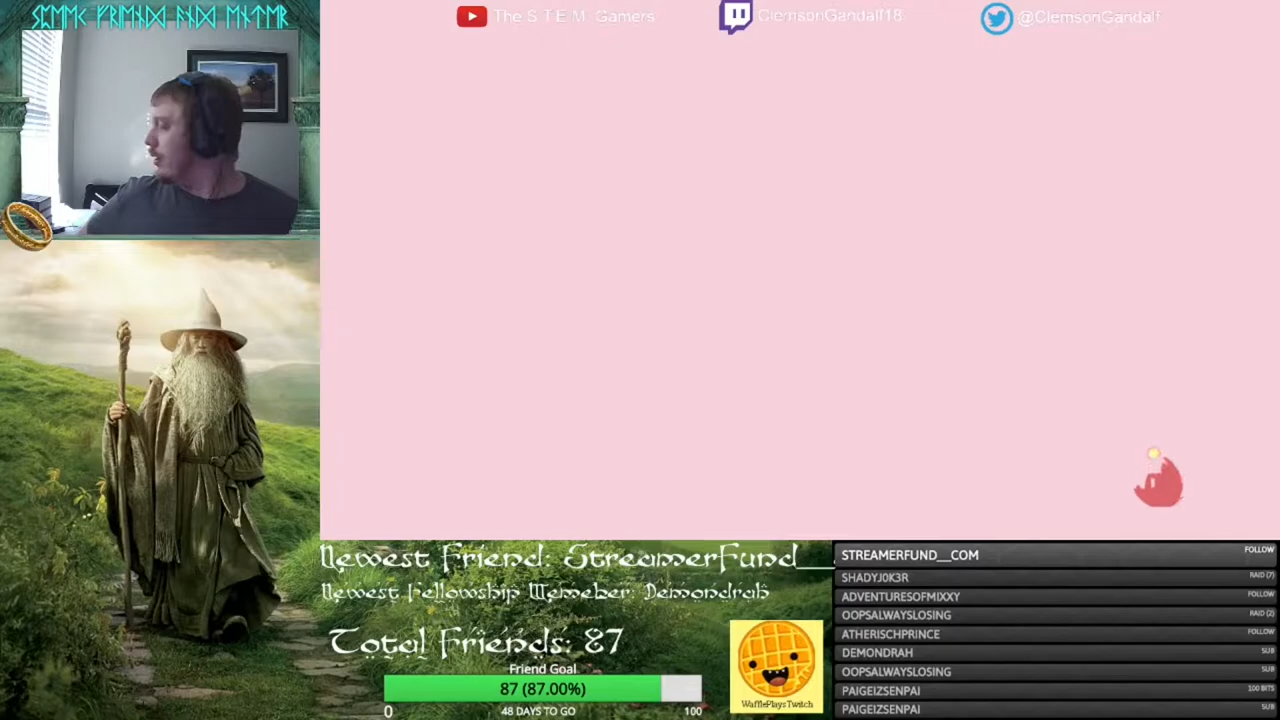 The S.T.E.M. Gamers
ClemsonGandalf18
@ClemsonGandalf
Newest Friend: StreamerFund__
Newest Fellowship Member: Demondrah
Total Friends: 87
Friend Goal
87 (87.00%)
0
48 DAYS TO GO
100
WafflePlaysTwitch
STREAMERFUND__COM FOLLOW
SHADYJ0K3R RAID (7)
ADVENTURESOFMIXXY FOLLOW
OOPSALWAYSLOSING RAID (2)
ATHERISCHPRINCE FOLLOW
DEMONDRAH SUB
OOPSALWAYSLOSING SUB
PAIGEIZSENPAI 100 BITS
PAIGEIZSENPAI SUB